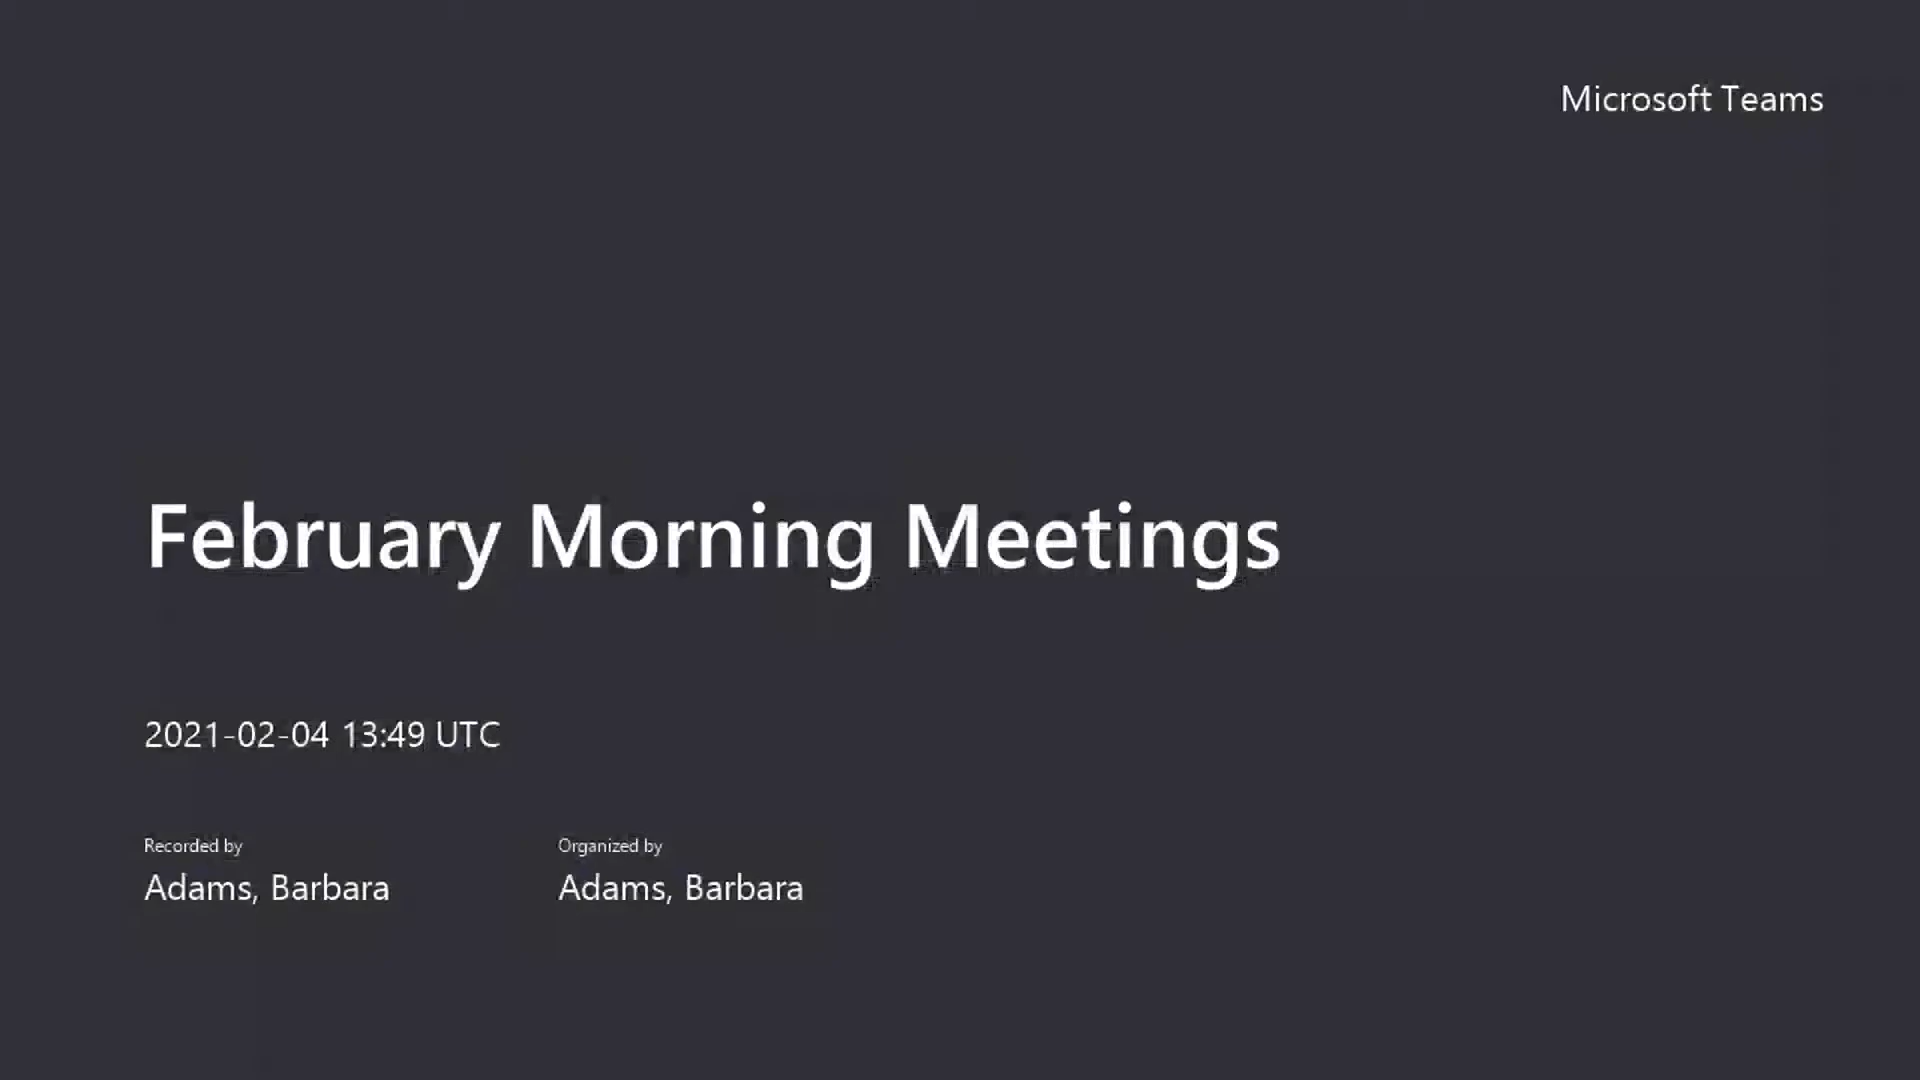 Microsoft Teams
February Morning Meetings
2021-02-04 13:49 UTC
Recorded by
Adams, Barbara
Organized by
Adams, Barbara